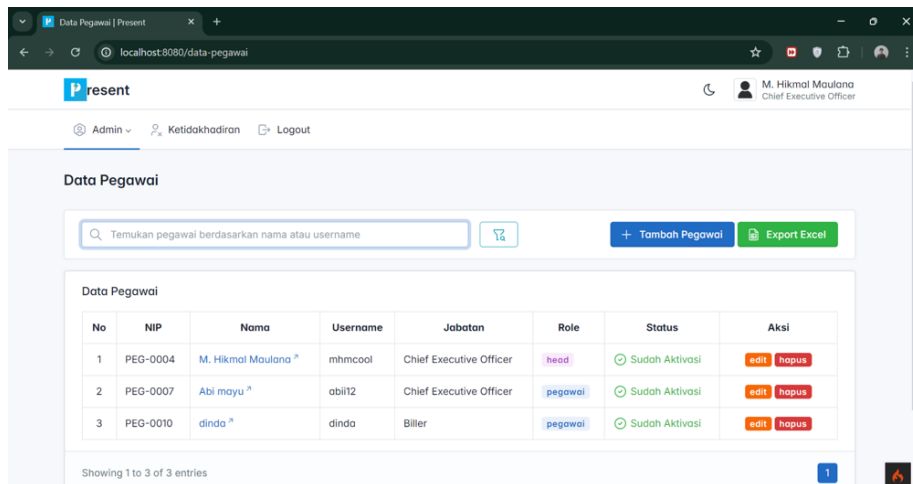 Data Pegawai | Present
localhost:8080/data-pegawai
Present
M. Hikmal Maulana
Chief Executive Officer
Admin Ketidakhadiran Logout
Data Pegawai
Temukan pegawai berdasarkan nama atau username
+ Tambah Pegawai Export Excel
Data Pegawai
No NIP Nama Username Jabatan Role Status Aksi
1 PEG-0004 M. Hikmal Maulana mhmcool Chief Executive Officer head Sudah Aktivasi edit hapus
2 PEG-0007 Abi mayu abii12 Chief Executive Officer pegawai Sudah Aktivasi edit hapus
3 PEG-0010 dinda dinda Biller pegawai Sudah Aktivasi edit hapus
Showing 1 to 3 of 3 entries 1